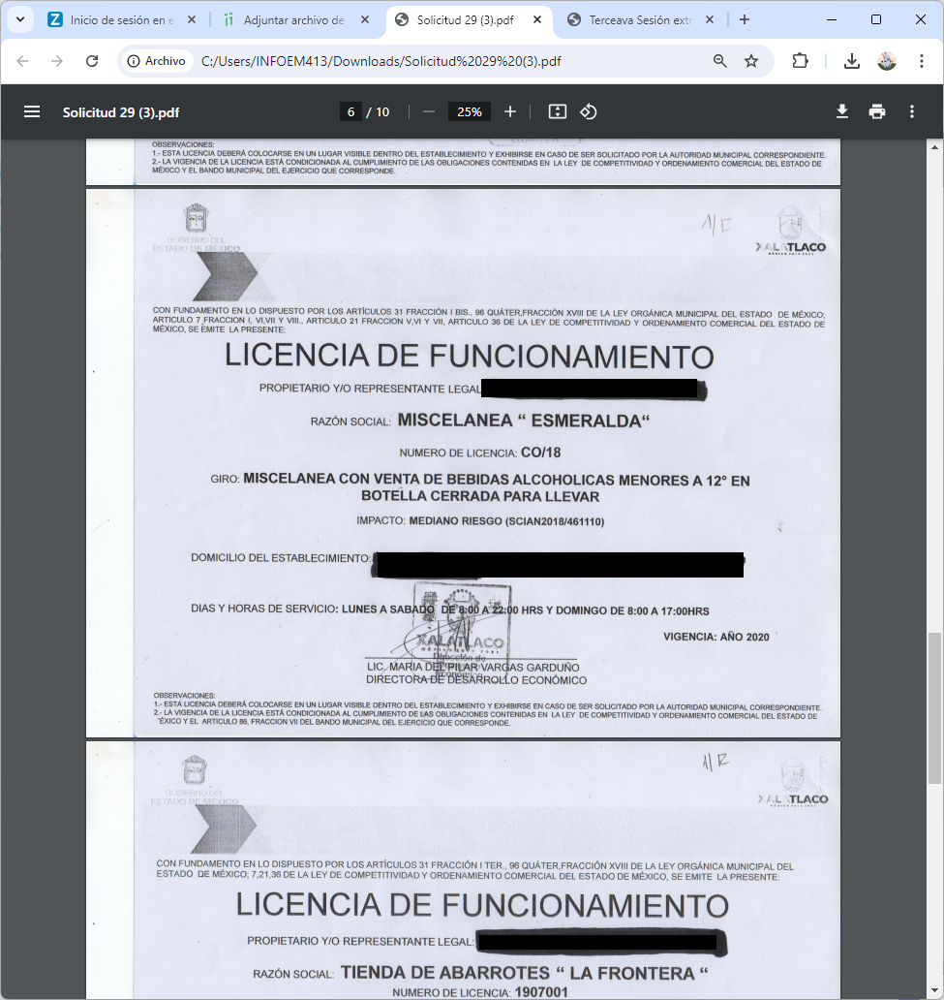 Inicio de sesión en e
Adjuntar archivo de
Solicitud 29 (3).pdf
Terceava Sesión extr
Archivo
C:/Users/INFOEM413/Downloads/Solicitud%2029%20(3).pdf
Solicitud 29 (3).pdf
6 / 10
25%
OBSERVACIONES:
1.- ESTA LICENCIA DEBERÁ COLOCARSE EN UN LUGAR VISIBLE DENTRO DEL ESTABLECIMIENTO Y EXHIBIRSE EN CASO DE SER SOLICITADO POR LA AUTORIDAD MUNICIPAL CORRESPONDIENTE.
2.- LA VIGENCIA DE LA LICENCIA ESTÁ CONDICIONADA AL CUMPLIMIENTO DE LAS OBLIGACIONES CONTENIDAS EN LA LEY DE COMPETITIVIDAD Y ORDENAMIENTO COMERCIAL DEL ESTADO DE
MÉXICO Y EL BANDO MUNICIPAL DEL EJERCICIO QUE CORRESPONDE.
GOBIERNO DEL
ESTADO DE MÉXICO
XALATLACO
CON FUNDAMENTO EN LO DISPUESTO POR LOS ARTÍCULOS 31 FRACCIÓN I BIS., 96 QUÁTER,FRACCIÓN XVIII DE LA LEY ORGÁNICA MUNICIPAL DEL ESTADO DE MÉXICO;
ARTICULO 7 FRACCION I, VI,VII Y VIII., ARTICULO 21 FRACCION V,VI Y VII, ARTICULO 36 DE LA LEY DE COMPETITIVIDAD Y ORDENAMIENTO COMERCIAL DEL ESTADO DE
MÉXICO, SE EMITE LA PRESENTE:
LICENCIA DE FUNCIONAMIENTO
PROPIETARIO Y/O REPRESENTANTE LEGAL
RAZÓN SOCIAL: MISCELANEA “ ESMERALDA“
NUMERO DE LICENCIA: CO/18
GIRO: MISCELANEA CON VENTA DE BEBIDAS ALCOHOLICAS MENORES A 12° EN
BOTELLA CERRADA PARA LLEVAR
IMPACTO: MEDIANO RIESGO (SCIAN2018/461110)
DOMICILIO DEL ESTABLECIMIENTO:
DIAS Y HORAS DE SERVICIO: LUNES A SABADO DE 8:00 A 22:00 HRS Y DOMINGO DE 8:00 A 17:00HRS
VIGENCIA: AÑO 2020
XALATLACO
Dirección de
Económico
LIC. MARIA DEL PILAR VARGAS GARDUÑO
DIRECTORA DE DESARROLLO ECONÓMICO
OBSERVACIONES:
1.- ESTÁ LICENCIA DEBERÁ COLOCARSE EN UN LUGAR VISIBLE DENTRO DEL ESTABLECIMIENTO Y EXHIBIRSE EN CASO DE SER SOLICITADO POR LA AUTORIDAD MUNICIPAL CORRESPONDIENTE.
2.- LA VIGENCIA DE LA LICENCIA ESTÁ CONDICIONADA AL CUMPLIMIENTO DE LAS OBLIGACIONES CONTENIDAS EN LA LEY DE COMPETITIVIDAD Y ORDENAMIENTO COMERCIAL DEL ESTADO DE
ÉXICO Y EL ARTICULO 86, FRACCION VII DEL BANDO MUNICIPAL DEL EJERCICIO QUE CORRESPONDE.
GOBIERNO DEL
ESTADO DE MÉXICO
XALATLACO
CON FUNDAMENTO EN LO DISPUESTO POR LOS ARTÍCULOS 31 FRACCIÓN I TER., 96 QUÁTER,FRACCIÓN XVIII DE LA LEY ORGÁNICA MUNICIPAL DEL
ESTADO DE MÉXICO; 7,21,36 DE LA LEY DE COMPETITIVIDAD Y ORDENAMIENTO COMERCIAL DEL ESTADO DE MÉXICO, SE EMITE LA PRESENTE:
LICENCIA DE FUNCIONAMIENTO
PROPIETARIO Y/O REPRESENTANTE LEGAL:
RAZÓN SOCIAL: TIENDA DE ABARROTES “ LA FRONTERA “
NUMERO DE LICENCIA: 1907001